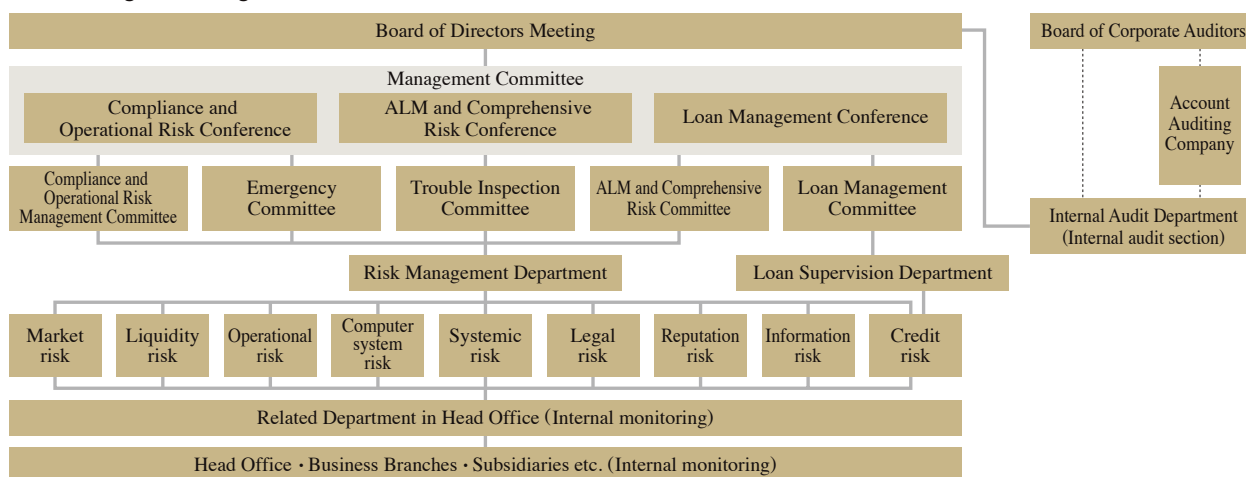 Board of Directors Meeting
Board of Corporate Auditors
Management Committee
Compliance and
Operational Risk Conference
ALM and Comprehensive
Risk Conference
Loan Management Conference
Account
Auditing
Company
Compliance and
Operational Risk
Management Committee
Emergency
Committee
Trouble Inspection
Committee
ALM and Comprehensive
Risk Committee
Loan Management
Committee
Internal Audit Department
(Internal audit section)
Risk Management Department
Loan Supervision Department
Market
risk
Liquidity
risk
Operational
risk
Computer
system
risk
Systemic
risk
Legal
risk
Reputation
risk
Information
risk
Credit
risk
Related Department in Head Office (Internal monitoring)
Head Office・Business Branches・Subsidiaries etc. (Internal monitoring)